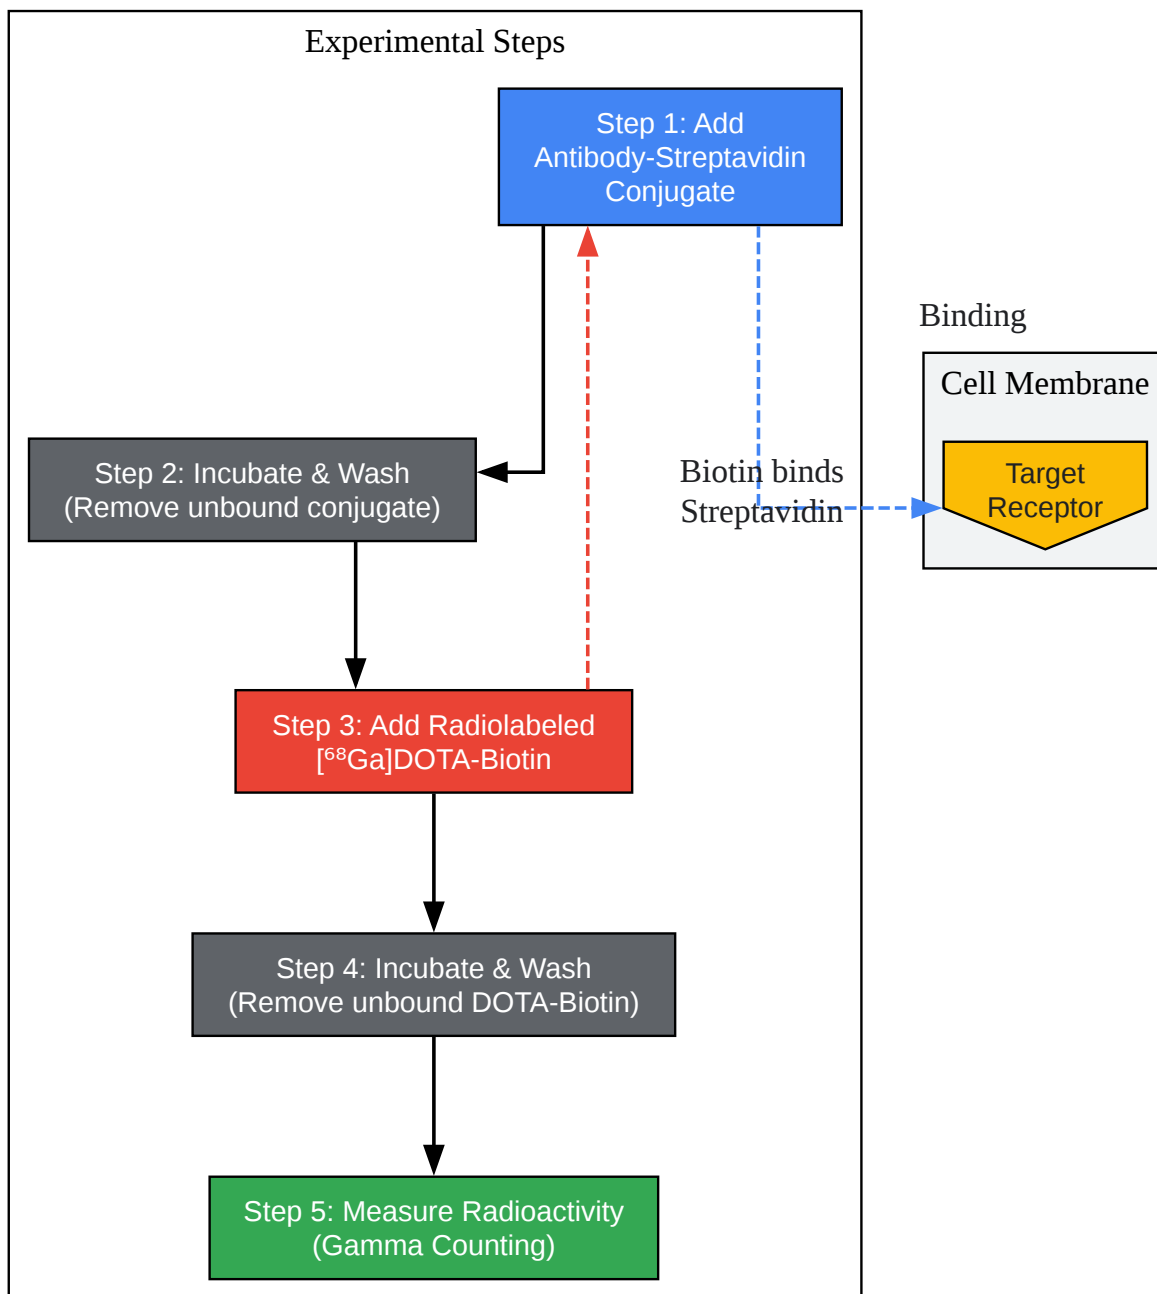 Experimental Steps
Step 1: Add
Antibody-Streptavidin
Conjugate
Binding
Cell Membrane
Target
Receptor
Biotin binds
Streptavidin
Step 2: Incubate & Wash
(Remove unbound conjugate)
Step 3: Add Radiolabeled
[⁶⁸Ga]DOTA-Biotin
Step 4: Incubate & Wash
(Remove unbound DOTA-Biotin)
Step 5: Measure Radioactivity
(Gamma Counting)